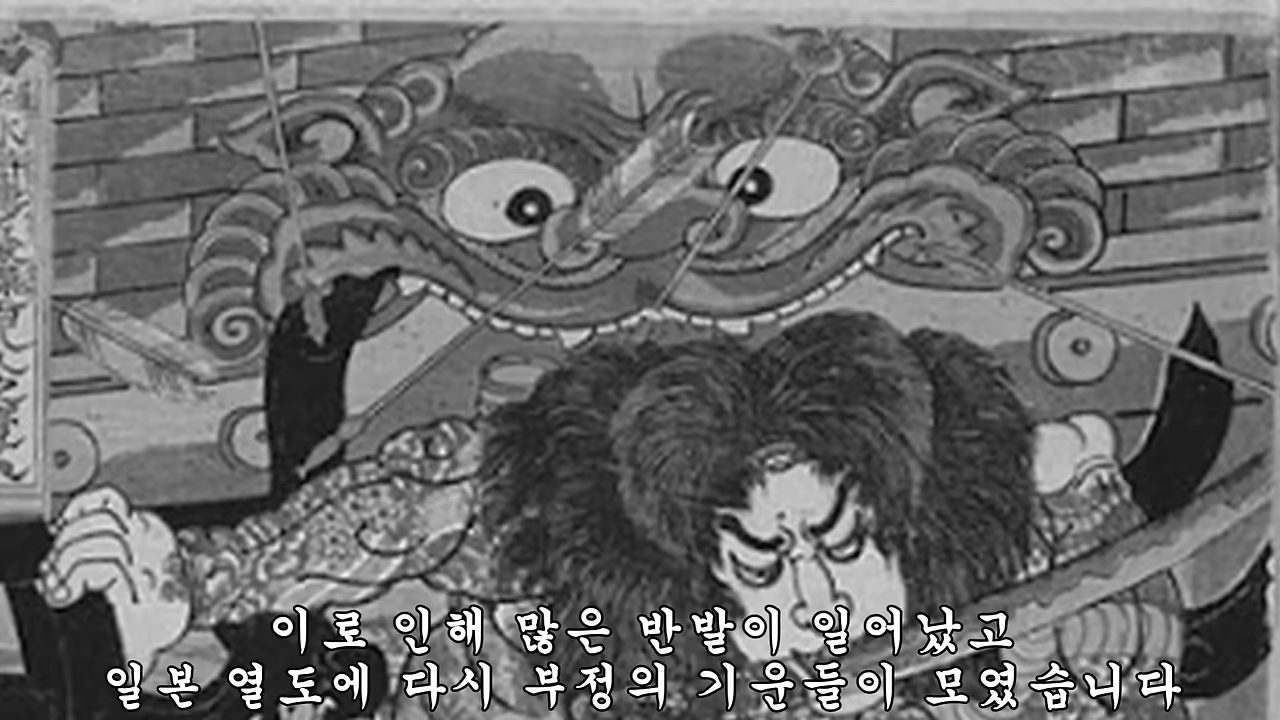 이로 인해 많은 반발이 일어났고
일본 열도에 다시 부정의 기운들이 모였습니다